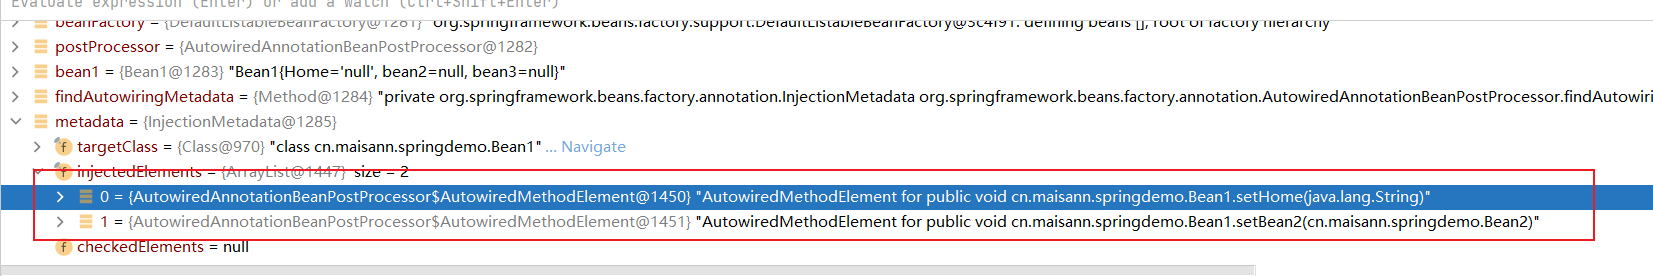 Evaluate expression (Enter) or add a watch (Ctrl+Shift+Enter)
beanFactory = {DefaultListableBeanFactory@1281} "org.springframework.beans.factory.support.DefaultListableBeanFactory@3c4f91: defining beans []; root of factory hierarchy
postProcessor = {AutowiredAnnotationBeanPostProcessor@1282}
bean1 = {Bean1@1283} "Bean1{Home='null', bean2=null, bean3=null}"
findAutowiringMetadata = {Method@1284} "private org.springframework.beans.factory.annotation.InjectionMetadata org.springframework.beans.factory.annotation.AutowiredAnnotationBeanPostProcessor.findAutowiri
metadata = {InjectionMetadata@1285}
targetClass = {Class@970} "class cn.maisann.springdemo.Bean1" ... Navigate
injectedElements = {ArrayList@1447} size = 2
0 = {AutowiredAnnotationBeanPostProcessor$AutowiredMethodElement@1450} "AutowiredMethodElement for public void cn.maisann.springdemo.Bean1.setHome(java.lang.String)"
1 = {AutowiredAnnotationBeanPostProcessor$AutowiredMethodElement@1451} "AutowiredMethodElement for public void cn.maisann.springdemo.Bean1.setBean2(cn.maisann.springdemo.Bean2)"
checkedElements = null